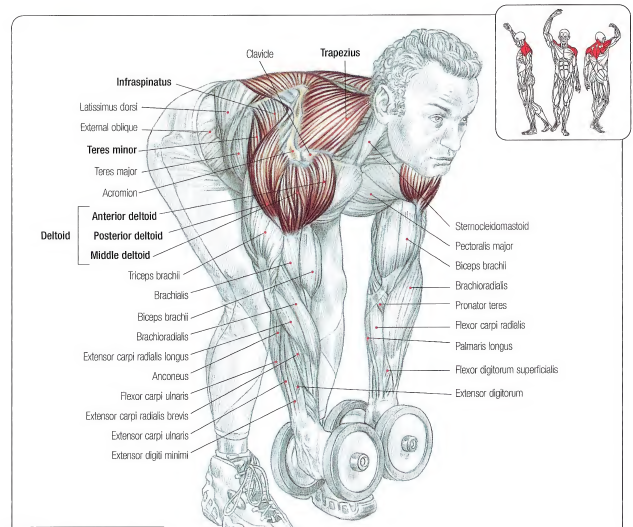 Clavicle
Trapezius
Infraspinatus
Latissimus dorsi
External oblique
Teres minor
Teres major
Acromion
Anterior deltoid
Deltoid
Posterior deltoid
Middle deltoid
Triceps brachii
Brachialis
Biceps brachii
Brachioradialis
Extensor carpi radialis longus
Anconeus
Flexor carpi ulnaris
Extensor carpi radialis brevis
Extensor carpi ulnaris
Extensor digiti minimi
Sternocleidomastoid
Pectoralis major
Biceps brachii
Brachioradialis
Pronator teres
Flexor carpi radialis
Palmaris longus
Flexor digitorum superficialis
Extensor digitorum